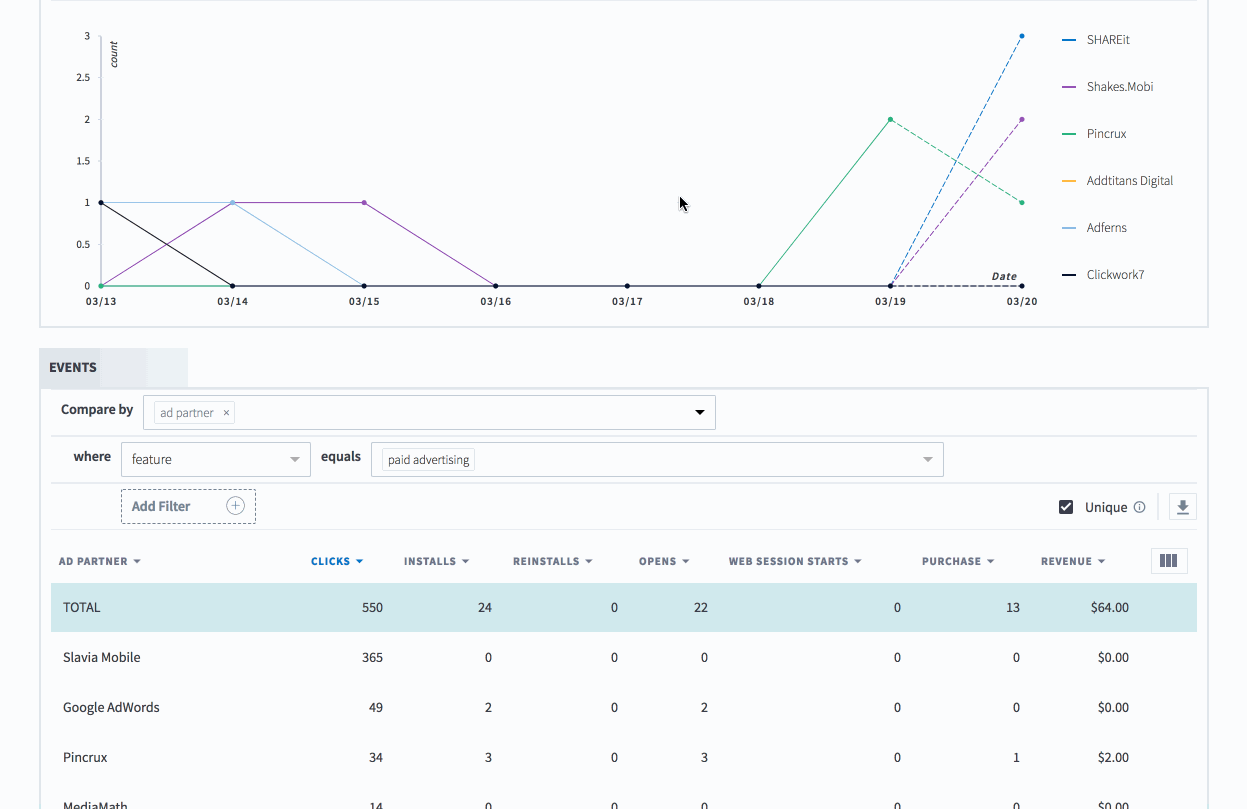 3
count
2.5
2
1.5
1
0.5
0
03/13 03/14 03/15 03/16 03/17 03/18 03/19 03/20
Date
SHAREit
Shakes.Mobi
Pincrux
Addtitans Digital
Adferns
Clickwork7
EVENTS
Compare by ad partner ×
where feature equals paid advertising
Add Filter Unique
AD PARTNER CLICKS INSTALLS REINSTALLS OPENS WEB SESSION STARTS PURCHASE REVENUE
TOTAL 550 24 0 22 0 13 $64.00
Slavia Mobile 365 0 0 0 0 0 $0.00
Google AdWords 49 2 0 2 0 0 $0.00
Pincrux 34 3 0 3 0 1 $2.00
MediaMath 14 0 0 0 0 0 $0.00